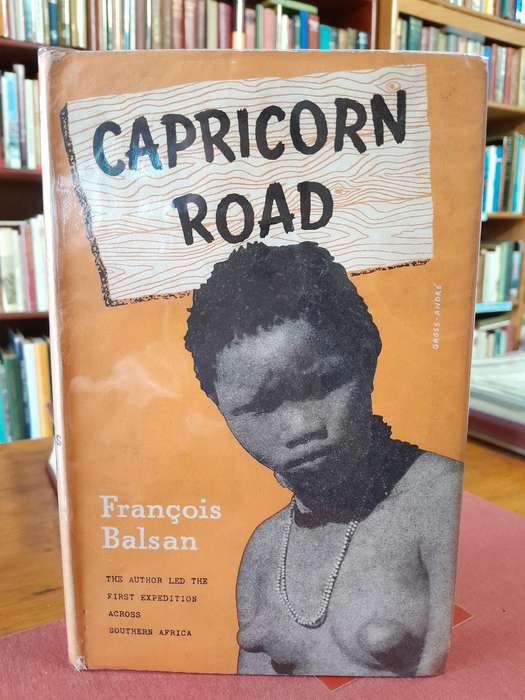 CAPRICORN
ROAD
GROSS-ANDRÉ
François
Balsan
THE AUTHOR LED THE
FIRST EXPEDITION
ACROSS
SOUTHERN AFRICA
S